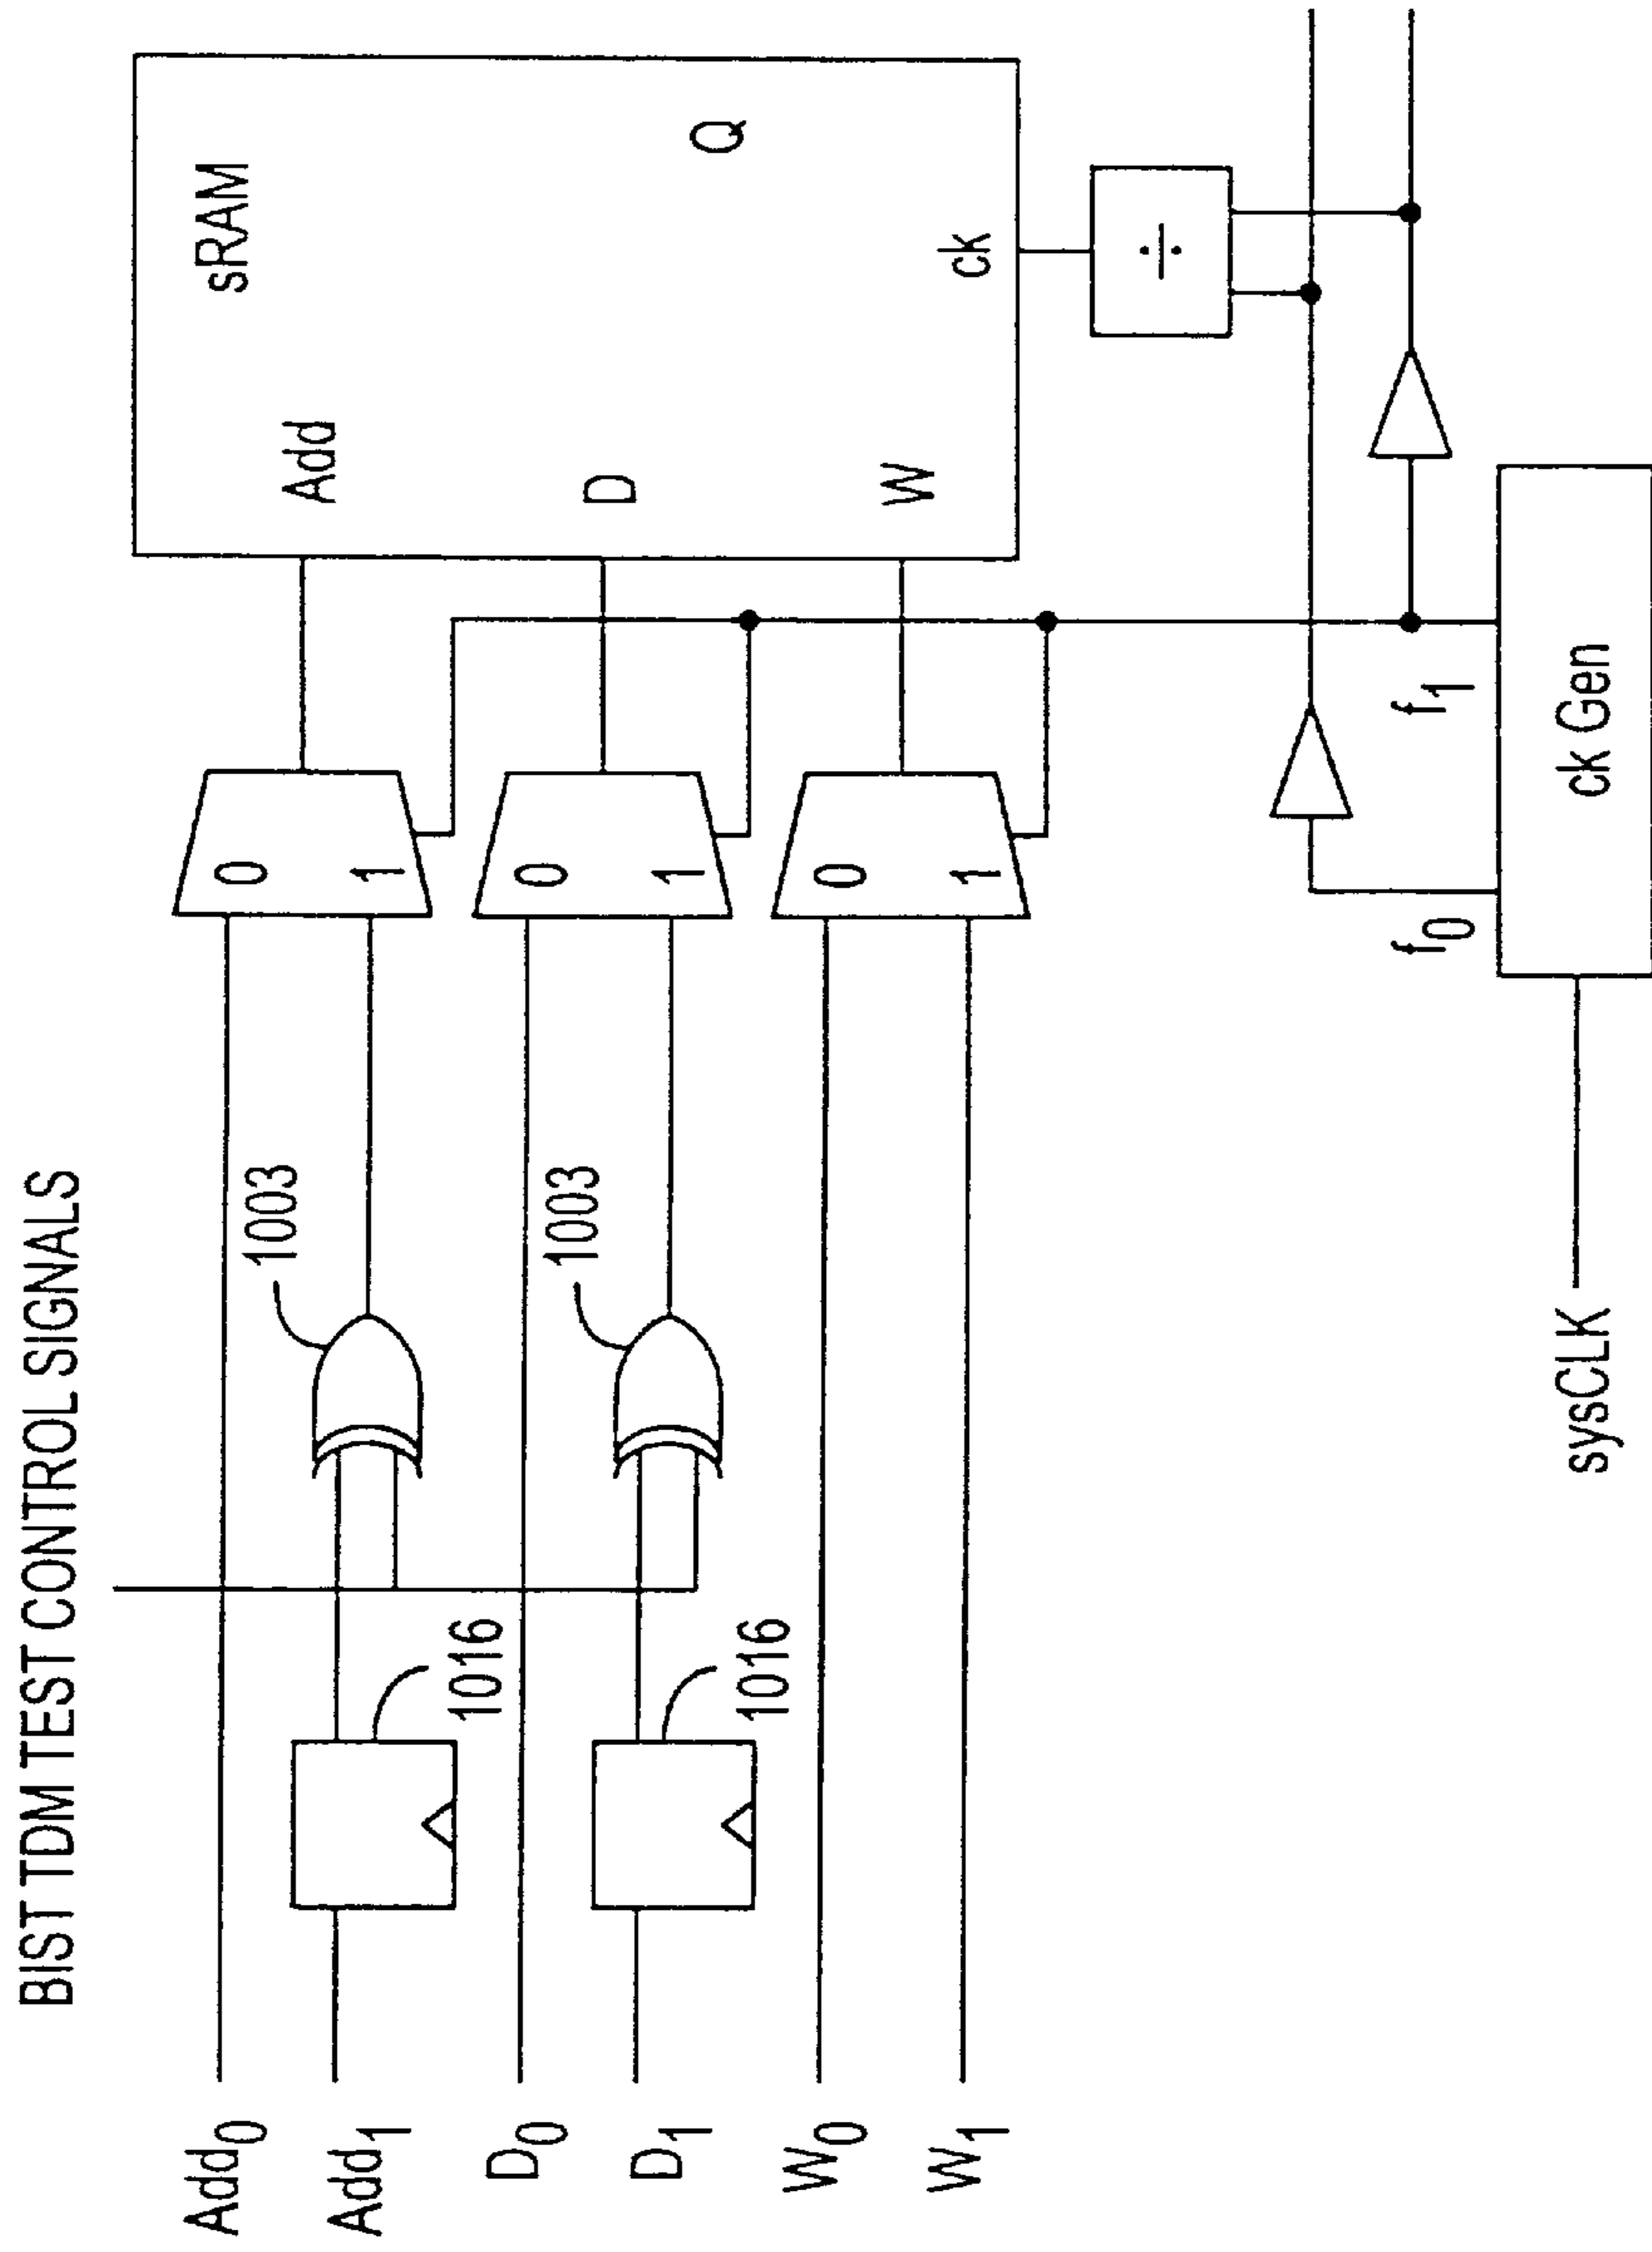 BIST TDM TEST CONTROL SIGNALS
Add0
Add1
D0
D1
W0
W1
1016
1016
1003
1003
0
1
0
1
0
1
sRAM
Add
D
W
Q
ck
÷
f0
f1
ck Gen
sysCLK